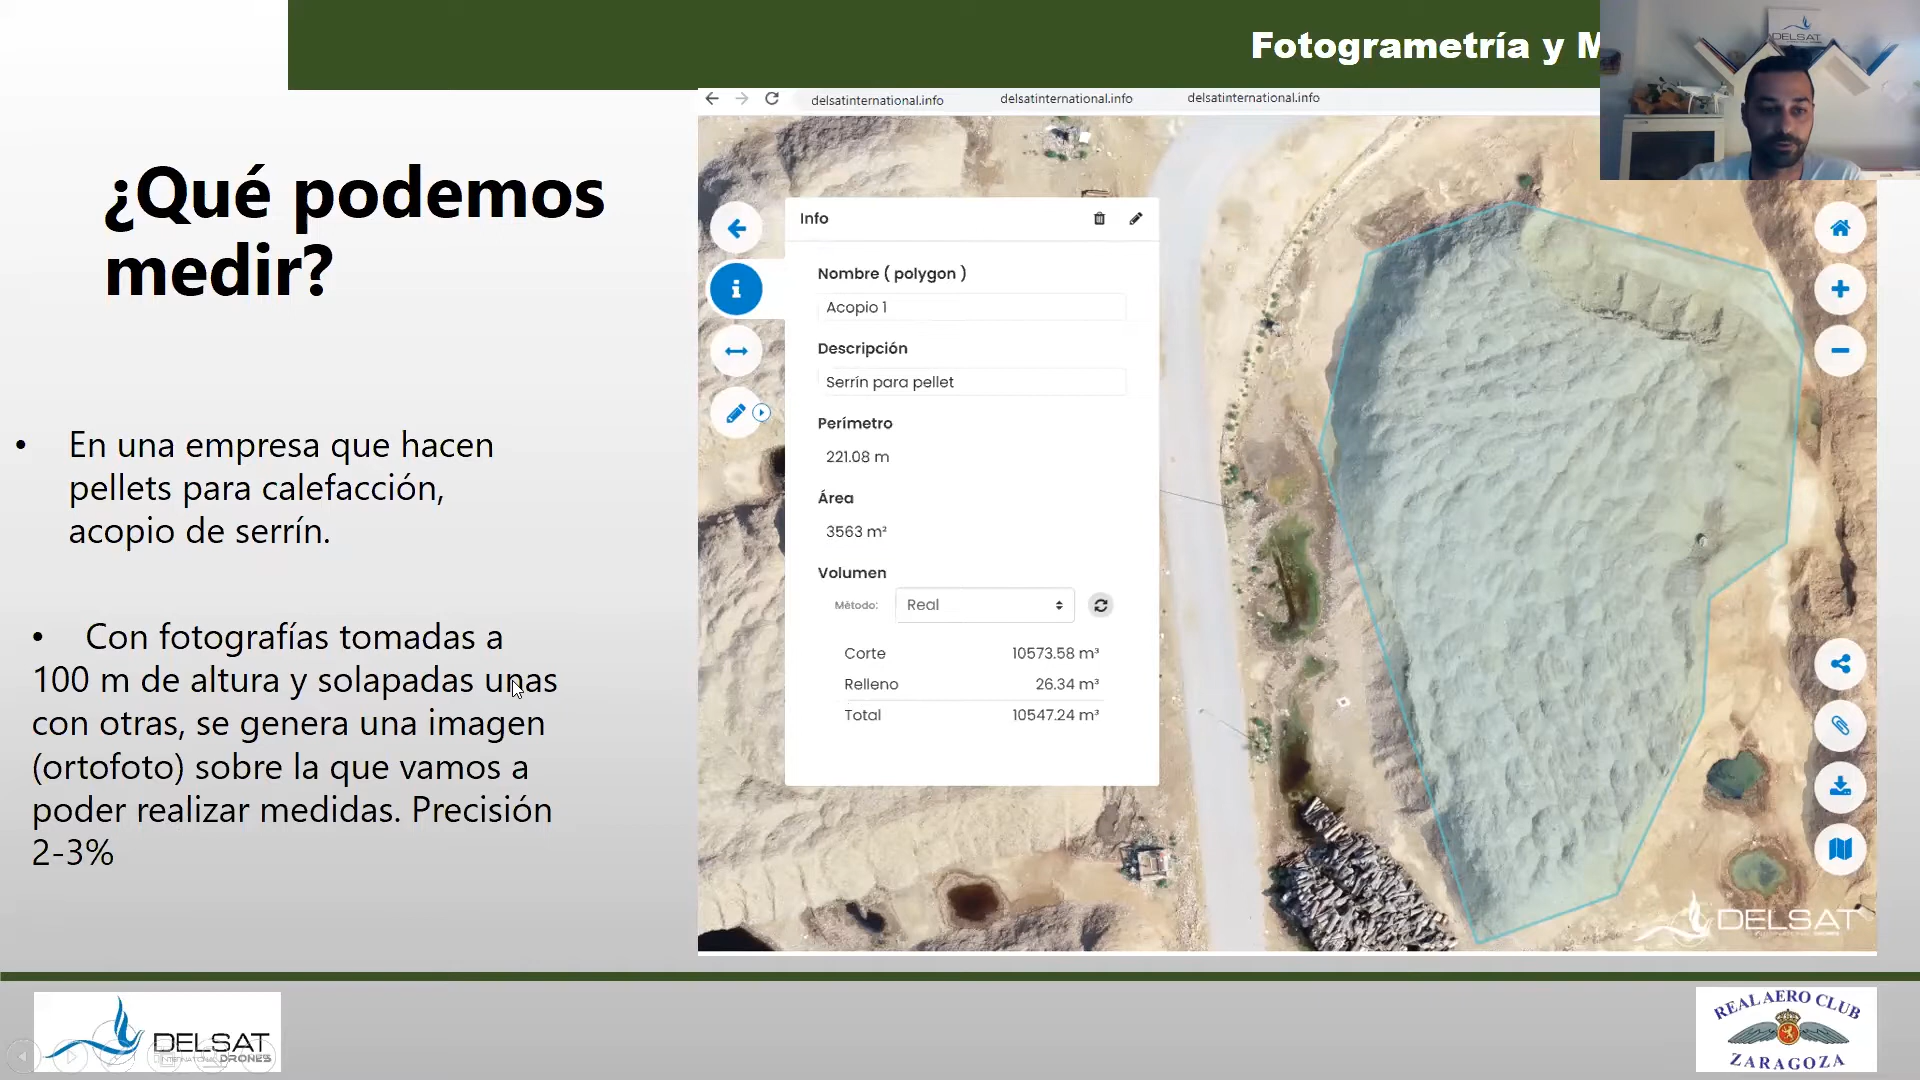 Fotogrametría y M
DELSAT
delsatinternational.info
delsatinternational.info
delsatinternational.info
¿Qué podemos
medir?
• En una empresa que hacen
pellets para calefacción,
acopio de serrín.
• Con fotografías tomadas a
100 m de altura y solapadas unas
con otras, se genera una imagen
(ortofoto) sobre la que vamos a
poder realizar medidas. Precisión
2-3%
Info
Nombre ( polygon )
Acopio 1
Descripción
Serrín para pellet
Perímetro
221.08 m
Área
3563 m²
Volumen
Método: Real
Corte 10573.58 m³
Relleno 26.34 m³
Total 10547.24 m³
DELSAT
DELSAT
INTERNATIONAL DRONES
REAL AERO CLUB
ZARAGOZA